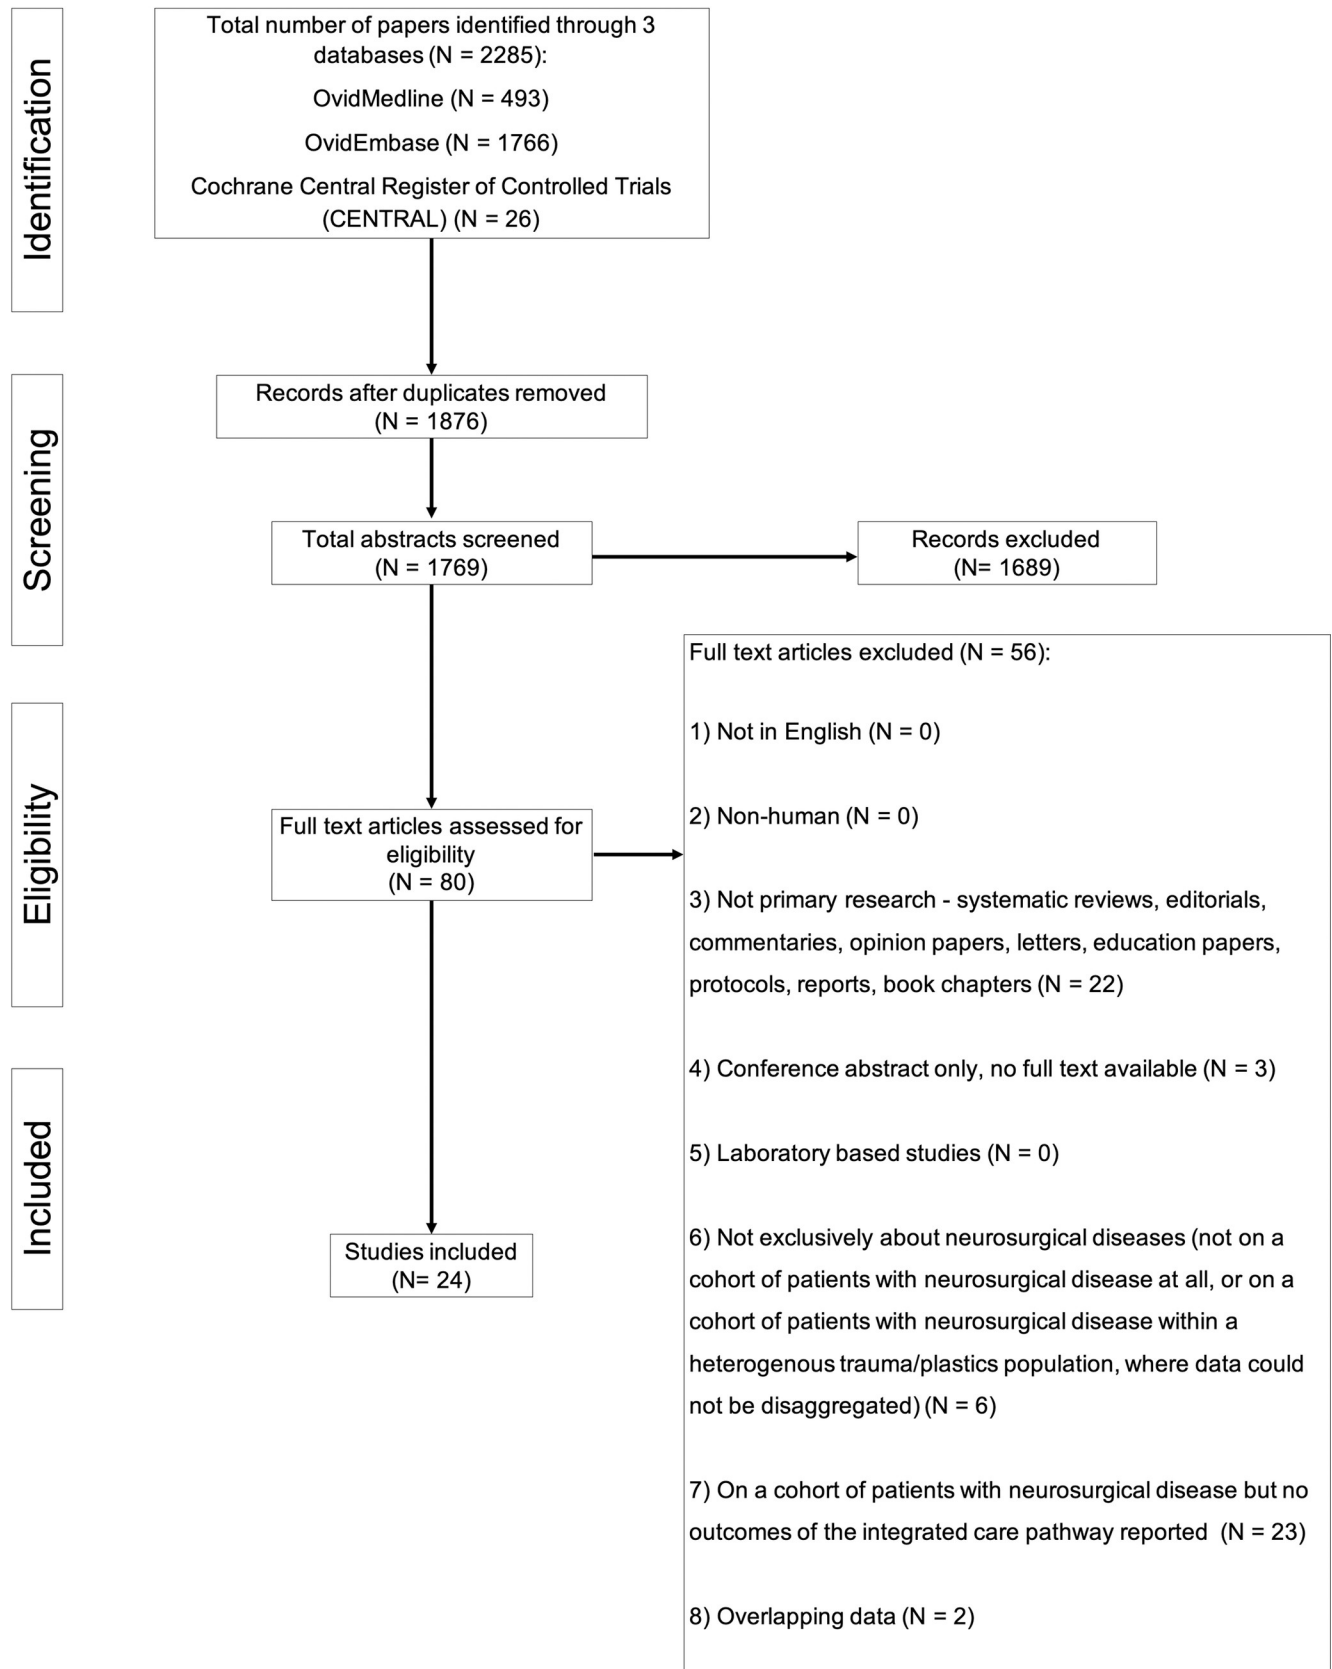 Identification
Total number of papers identified through 3
databases (N = 2285):
OvidMedline (N = 493)
OvidEmbase (N = 1766)
Cochrane Central Register of Controlled Trials
(CENTRAL) (N = 26)
Screening
Records after duplicates removed
(N = 1876)
Total abstracts screened
(N = 1769)
Records excluded
(N= 1689)
Eligibility
Full text articles assessed for
eligibility
(N = 80)
Full text articles excluded (N = 56):
1) Not in English (N = 0)
2) Non-human (N = 0)
3) Not primary research - systematic reviews, editorials,
commentaries, opinion papers, letters, education papers,
protocols, reports, book chapters (N = 22)
4) Conference abstract only, no full text available (N = 3)
5) Laboratory based studies (N = 0)
6) Not exclusively about neurosurgical diseases (not on a
cohort of patients with neurosurgical disease at all, or on a
cohort of patients with neurosurgical disease within a
heterogenous trauma/plastics population, where data could
not be disaggregated) (N = 6)
7) On a cohort of patients with neurosurgical disease but no
outcomes of the integrated care pathway reported  (N = 23)
8) Overlapping data (N = 2)
Included
Studies included
(N= 24)